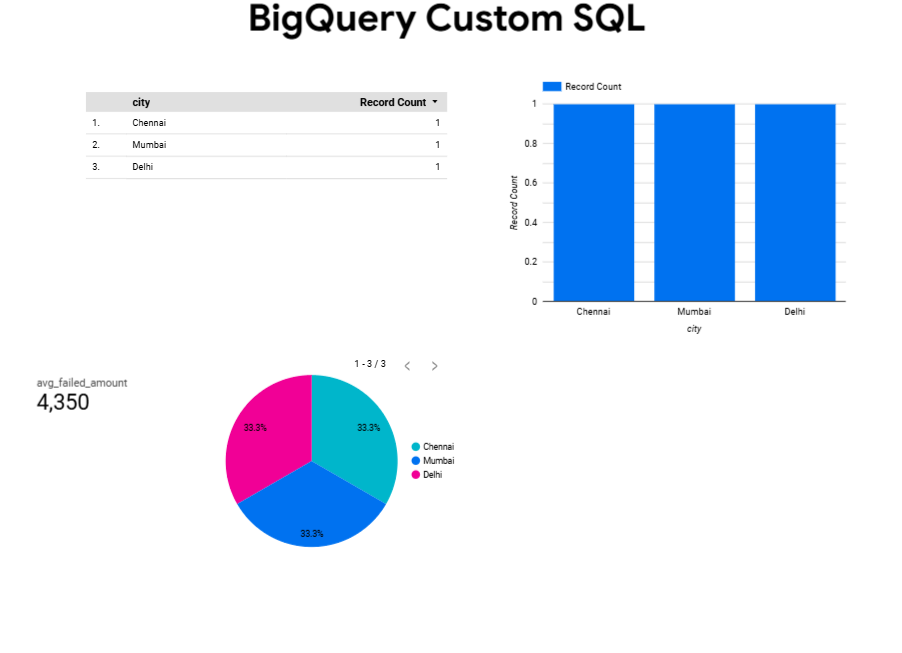 BigQuery Custom SQL
city Record Count
1. Chennai 1
2. Mumbai 1
3. Delhi 1
Record Count
1
0.8
0.6
0.4
0.2
0
Record Count
Chennai Mumbai Delhi
city
avg_failed_amount
4,350
1 - 3 / 3
33.3% 33.3%
33.3%
Chennai
Mumbai
Delhi